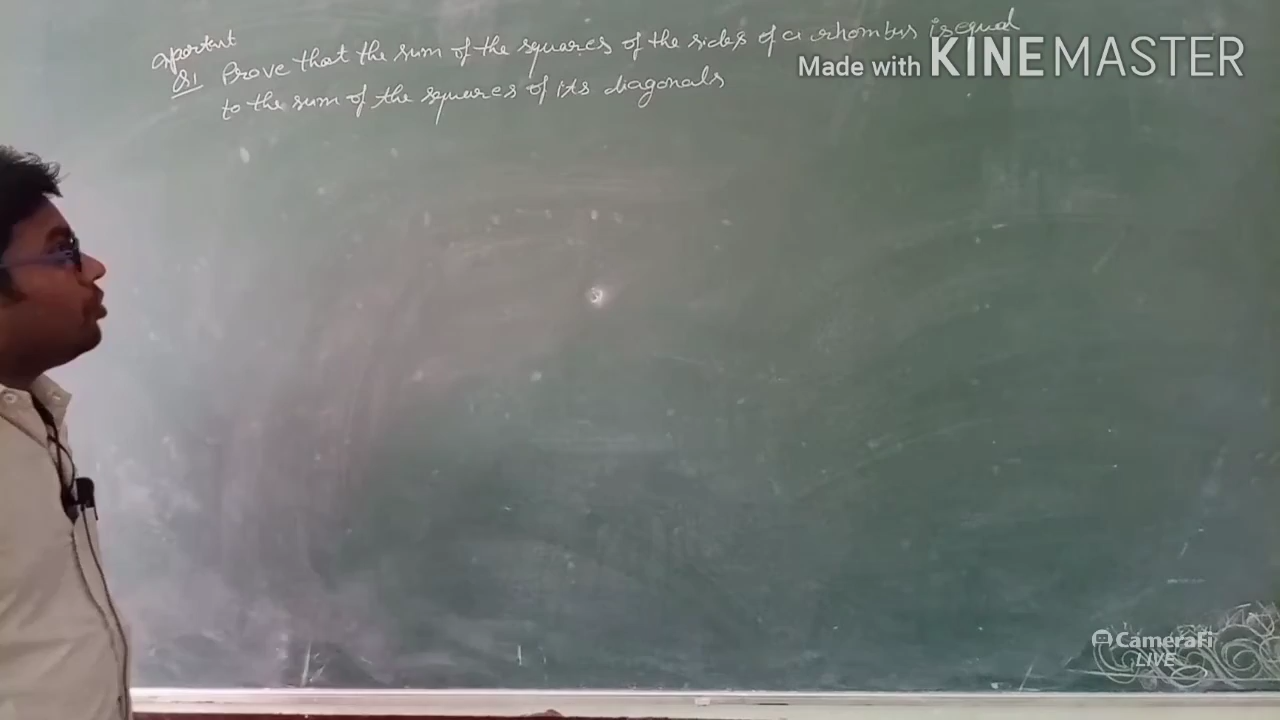 Q1 Prove that the sum of the squares of the sides of a rhombus is equal
to the sum of the squares of its diagonals
Made with KINEMASTER
CameraFi
LIVE